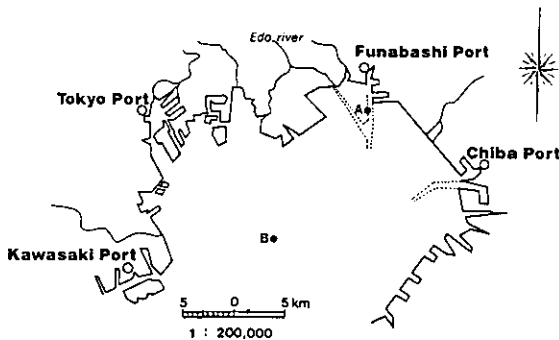 Edo river
Funabashi Port
Tokyo Port
A
Chiba Port
B
Kawasaki Port
5 0 5 km
1 : 200,000